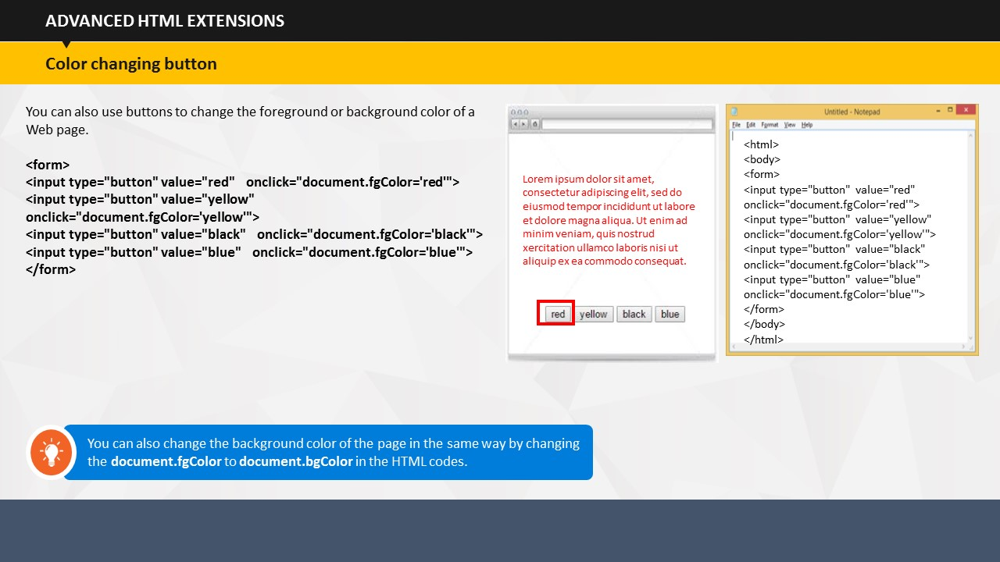 ADVANCED HTML EXTENSIONS
Color changing button
You can also use buttons to change the foreground or background color of a
Web page.
<form>
<input type="button" value="red"   onclick="document.fgColor='red'">
<input type="button" value="yellow"
onclick="document.fgColor='yellow'">
<input type="button" value="black"   onclick="document.fgColor='black'">
<input type="button" value="blue"   onclick="document.fgColor='blue'">
</form>
Lorem ipsum dolor sit amet,
consectetur adipiscing elit, sed do
eiusmod tempor incididunt ut labore
et dolore magna aliqua. Ut enim ad
minim veniam, quis nostrud
xercitation ullamco laboris nisi ut
aliquip ex ea commodo consequat.
red yellow black blue
Untitled - Notepad
File Edit Format View Help
<html>
<body>
<form>
<input type="button"  value="red"
onclick="document.fgColor='red'">
<input type="button"  value="yellow"
onclick="document.fgColor='yellow'">
<input type="button"  value="black"
onclick="document.fgColor='black'">
<input type="button"  value="blue"
onclick="document.fgColor='blue'">
</form>
</body>
</html>
You can also change the background color of the page in the same way by changing
the document.fgColor to document.bgColor in the HTML codes.